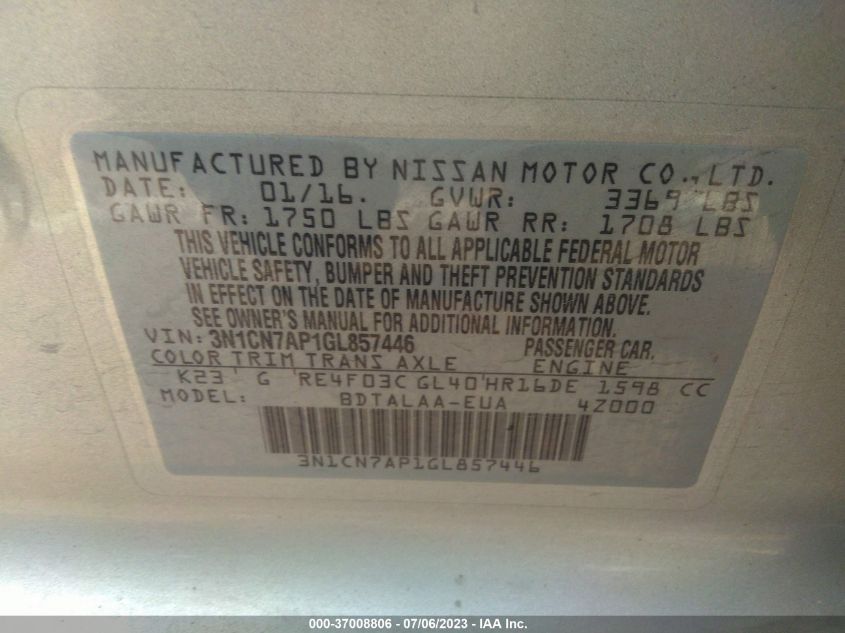 MANUFACTURED BY NISSAN MOTOR CO., LTD.
DATE: 01/16. GVWR: 3369 LBS
GAWR FR: 1750 LBS GAWR RR: 1708 LBS
THIS VEHICLE CONFORMS TO ALL APPLICABLE FEDERAL MOTOR
VEHICLE SAFETY, BUMPER AND THEFT PREVENTION STANDARDS
IN EFFECT ON THE DATE OF MANUFACTURE SHOWN ABOVE.
SEE OWNER'S MANUAL FOR ADDITIONAL INFORMATION.
VIN: 3N1CN7AP1GL857446 PASSENGER CAR.
COLOR TRIM TRANS AXLE ENGINE
K23' G 'RE4F03C GL40'HR16DE 1598 CC
MODEL: BDTALAA-EUA 4Z000
3N1CN7AP1GL857446
000-37008806 - 07/06/2023 - IAA Inc.